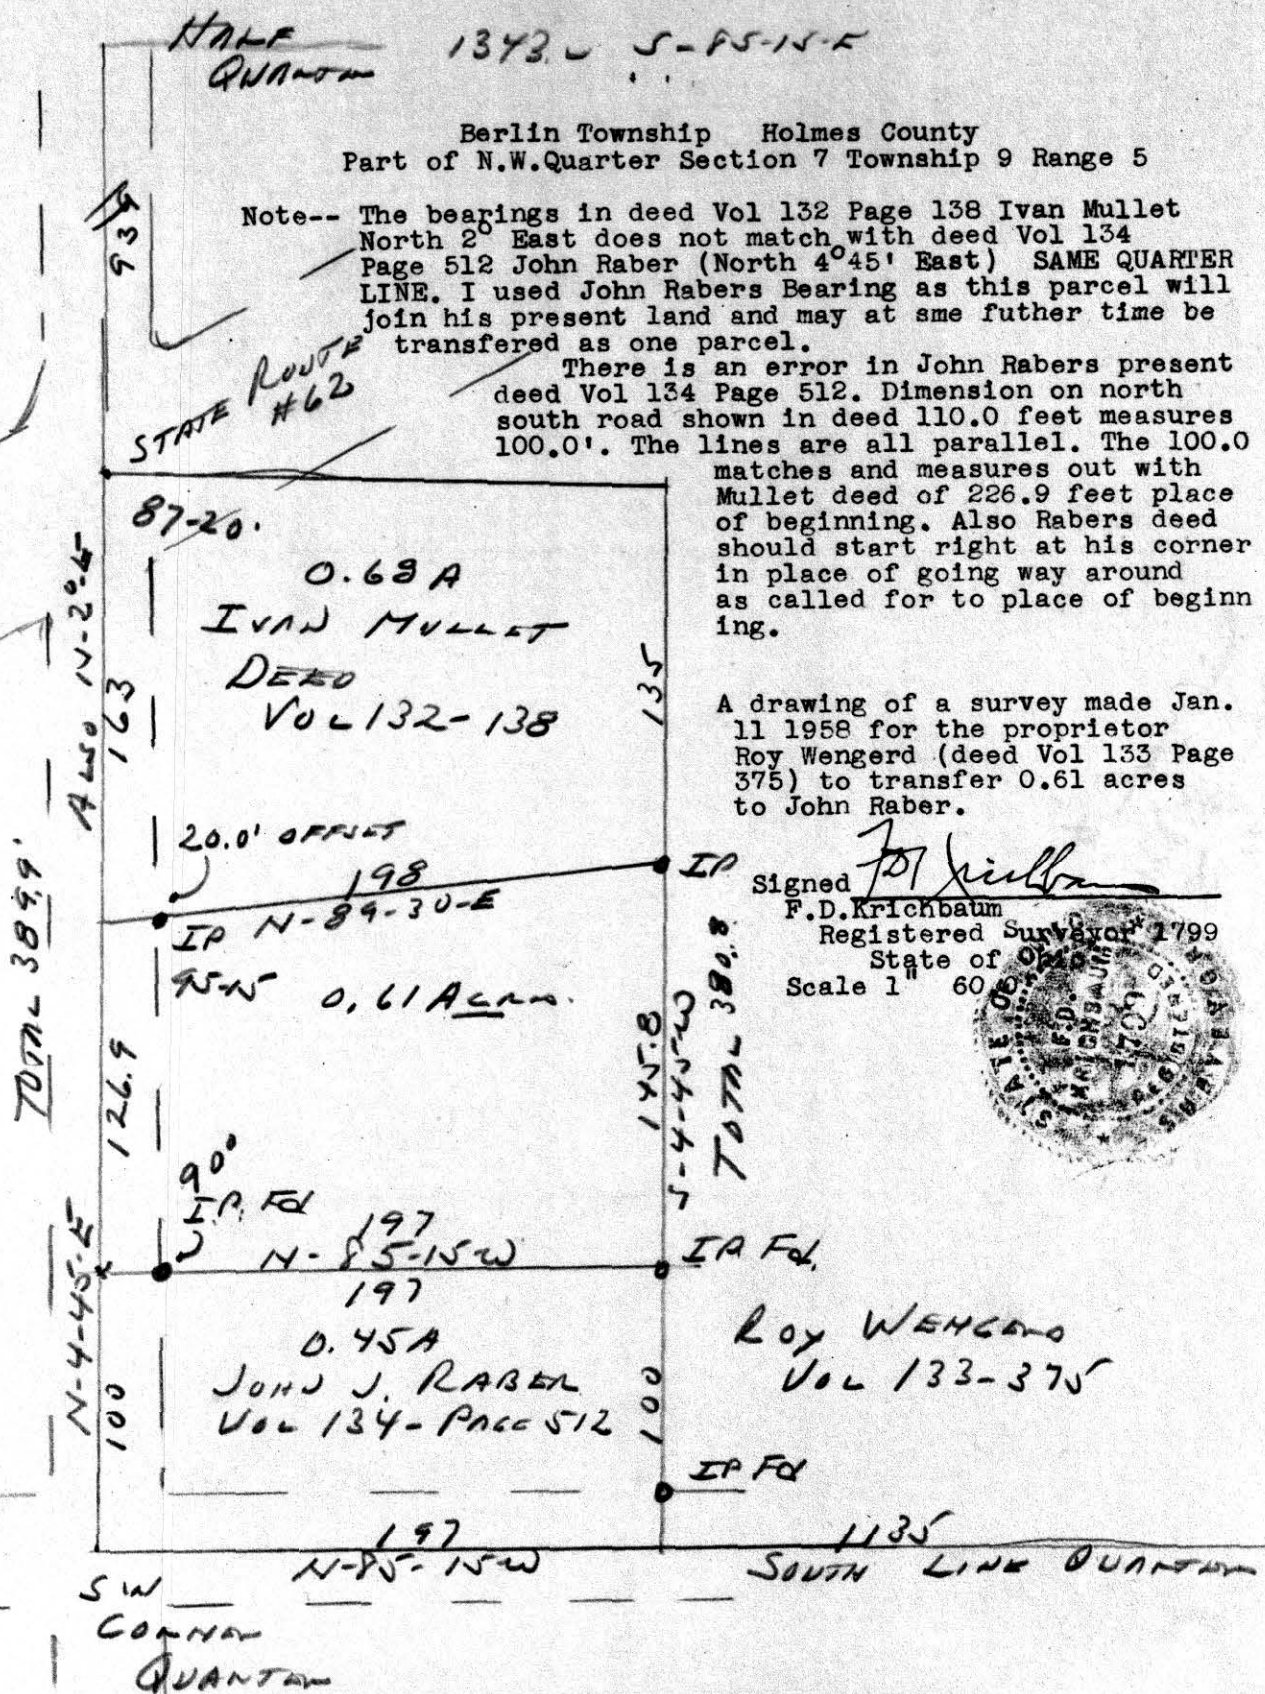 HALF
QUARTER
1343. S-85-15-E
Berlin Township Holmes County
Part of N.W.Quarter Section 7 Township 9 Range 5
Note-- The bearings in deed Vol 132 Page 138 Ivan Mullet
North 2° East does not match with deed Vol 134
Page 512 John Raber (North 4°45' East) SAME QUARTER
LINE. I used John Rabers Bearing as this parcel will
join his present land and may at sme futher time be
transfered as one parcel.
There is an error in John Rabers present
deed Vol 134 Page 512. Dimension on north
south road shown in deed 110.0 feet measures
100.0'. The lines are all parallel. The 100.0
matches and measures out with
Mullet deed of 226.9 feet place
of beginning. Also Rabers deed
should start right at his corner
in place of going way around
as called for to place of beginn
ing.
STATE ROUTE
#62
87-20'
0.68 A
IVAN MULLET
DEED
VOL 132-138
ALSO N-2°-E
163
135
A drawing of a survey made Jan.
11 1958 for the proprietor
Roy Wengerd (deed Vol 133 Page
375) to transfer 0.61 acres
to John Raber.
20.0' OFFSET
198
N-89-30-E
IP
IP
Signed
F.D.Krichbaum
Registered Surveyor 1799
State of Ohio
Scale 1" 60.0
STATE OF OHIO
F.D.
KRICHBAUM
1799
REGISTERED
95-15
0.61 ACRES.
TOTAL 389.9'
126.9
145.8
S-4-45-W
TOTAL 380.8
90°
I.P. Fd
197
N-85-15W
IP Fd.
197
0.45A
JOHN J. RABER
VOL 134-PAGE 512
N-4-45-E
100
100
ROY WENGERD
VOL 133-375
IP Fd
197
N-85-15W
1135
SOUTH LINE QUARTER
SW
CORNER
QUARTER